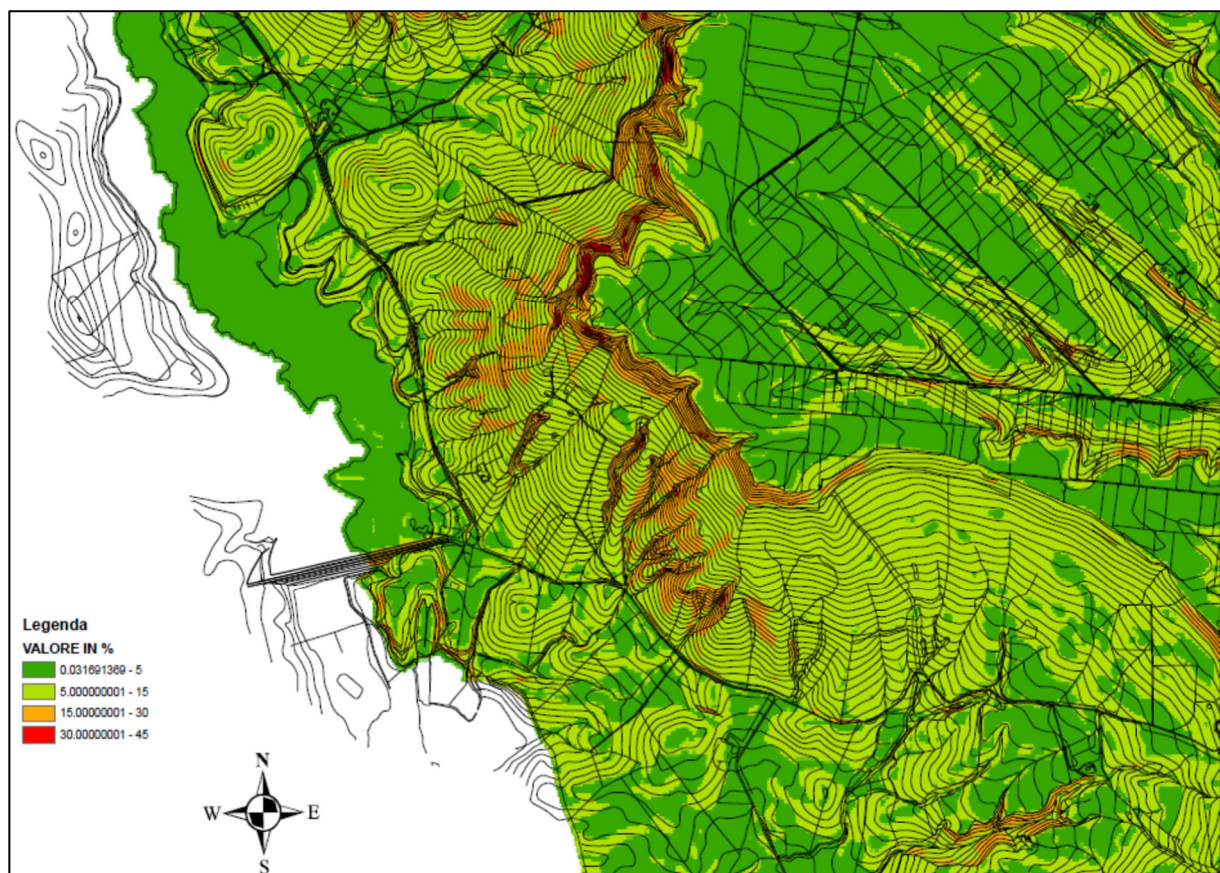 Legenda
VALORE IN %
0.031691369 - 5
5.000000001 - 15
15.00000001 - 30
30.00000001 - 45
N
W E
S